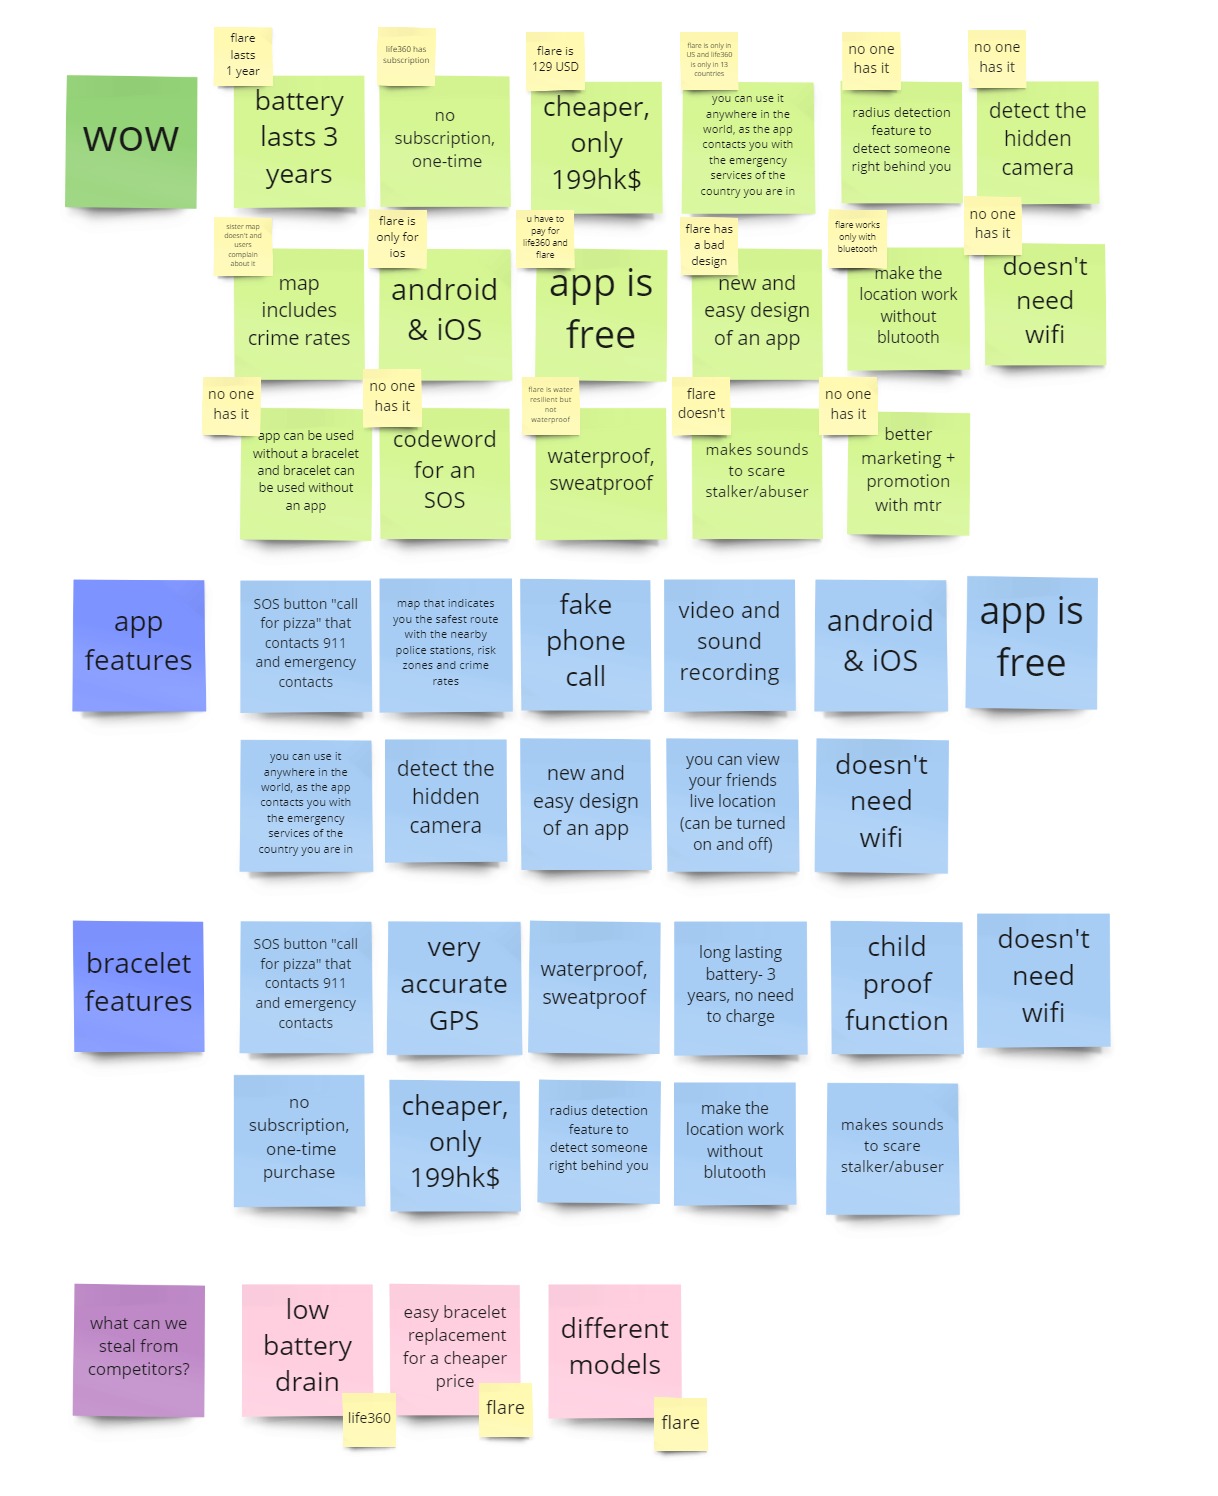 wow
flare
lasts
1 year
battery
lasts 3
years
life360 has
subscription
no
subscription,
one-time
flare is
129 USD
cheaper,
only
199hk$
flare is only in
US and life360
is only in 13
countries
you can use it
anywhere in the
world, as the app
contacts you with
the emergency
services of the
country you are in
no one
has it
radius detection
feature to
detect someone
right behind you
no one
has it
detect the
hidden
camera
sister map
doesn't and
users
complain
about it
map
includes
crime rates
flare is
only for
ios
android
& iOS
u have to
pay for
life360 and
flare
app is
free
flare has
a bad
design
new and
easy design
of an app
flare works
only with
bluetooth
make the
location work
without
blutooth
no one
has it
doesn't
need
wifi
no one
has it
app can be used
without a bracelet
and bracelet can
be used without
an app
no one
has it
codeword
for an
SOS
flare is water
resilient but
not
waterproof
waterproof,
sweatproof
flare
doesn't
makes sounds
to scare
stalker/abuser
no one
has it
better
marketing +
promotion
with mtr
app
features
SOS button "call
for pizza" that
contacts 911
and emergency
contacts
map that indicates
you the safest route
with the nearby
police stations, risk
zones and crime
rates
fake
phone
call
video and
sound
recording
android
& iOS
app is
free
you can use it
anywhere in the
world, as the app
contacts you with
the emergency
services of the
country you are in
detect the
hidden
camera
new and
easy design
of an app
you can view
your friends
live location
(can be turned
on and off)
doesn't
need
wifi
bracelet
features
SOS button "call
for pizza" that
contacts 911
and emergency
contacts
very
accurate
GPS
waterproof,
sweatproof
long lasting
battery- 3
years, no need
to charge
child
proof
function
doesn't
need
wifi
no
subscription,
one-time
purchase
cheaper,
only
199hk$
radius detection
feature to
detect someone
right behind you
make the
location work
without
blutooth
makes sounds
to scare
stalker/abuser
what can we
steal from
competitors?
low
battery
drain
life360
easy bracelet
replacement
for a cheaper
price
flare
different
models
flare